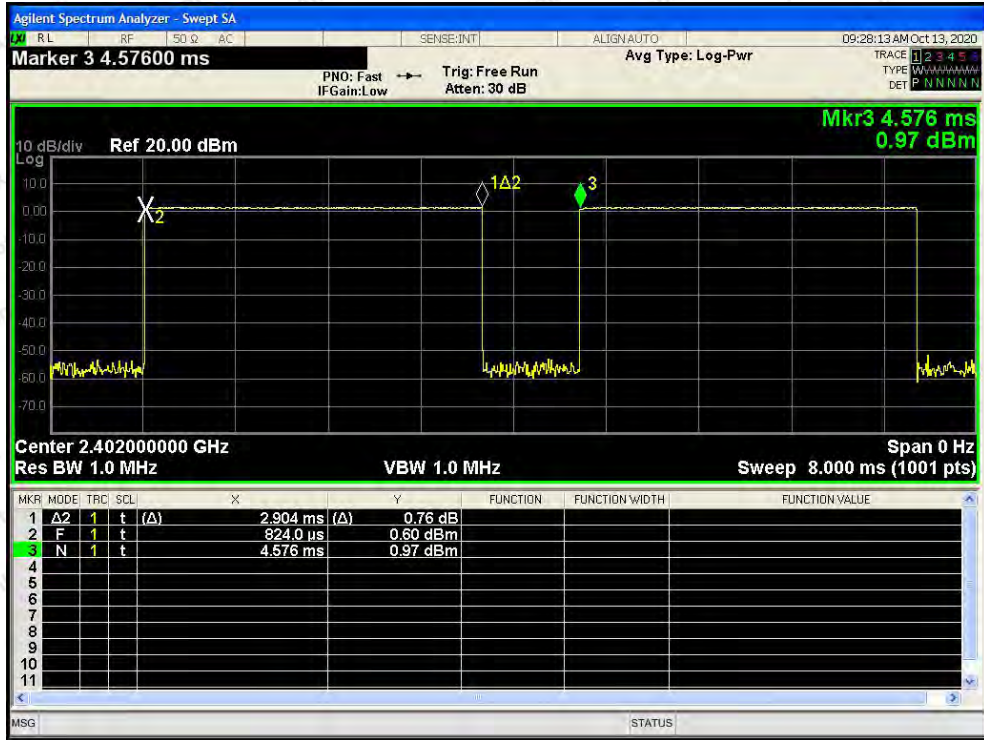 Agilent Spectrum Analyzer - Swept SA
LXI RL RF 50 Ω AC SENSE:INT ALIGN AUTO 09:28:13 AM Oct 13, 2020
Marker 3 4.57600 ms
PNO: Fast
IFGain:Low
Trig: Free Run
Atten: 30 dB
Avg Type: Log-Pwr
TRACE 1 2 3 4 5 6
TYPE WWWWWW
DET P N N N N N
Mkr3 4.576 ms
0.97 dBm
10 dB/div Ref 20.00 dBm
Log
10.0
0.00
-10.0
-20.0
-30.0
-40.0
-50.0
-60.0
-70.0
2
1Δ2
3
Center 2.402000000 GHz Span 0 Hz
Res BW 1.0 MHz VBW 1.0 MHz Sweep 8.000 ms (1001 pts)
MKR MODE TRC SCL X Y FUNCTION FUNCTION WIDTH FUNCTION VALUE
1 Δ2 1 t (Δ) 2.904 ms (Δ) 0.76 dB
2 F 1 t 824.0 µs 0.60 dBm
3 N 1 t 4.576 ms 0.97 dBm
4
5
6
7
8
9
10
11
MSG STATUS